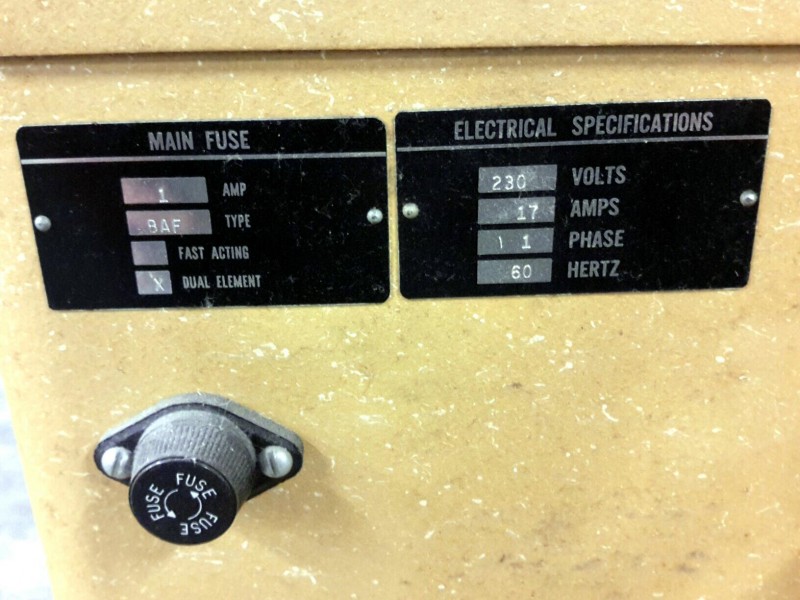 MAIN FUSE
1 AMP
BAF TYPE
FAST ACTING
X DUAL ELEMENT
ELECTRICAL SPECIFICATIONS
230 VOLTS
17 AMPS
1 PHASE
60 HERTZ
FUSE FUSE FUSE